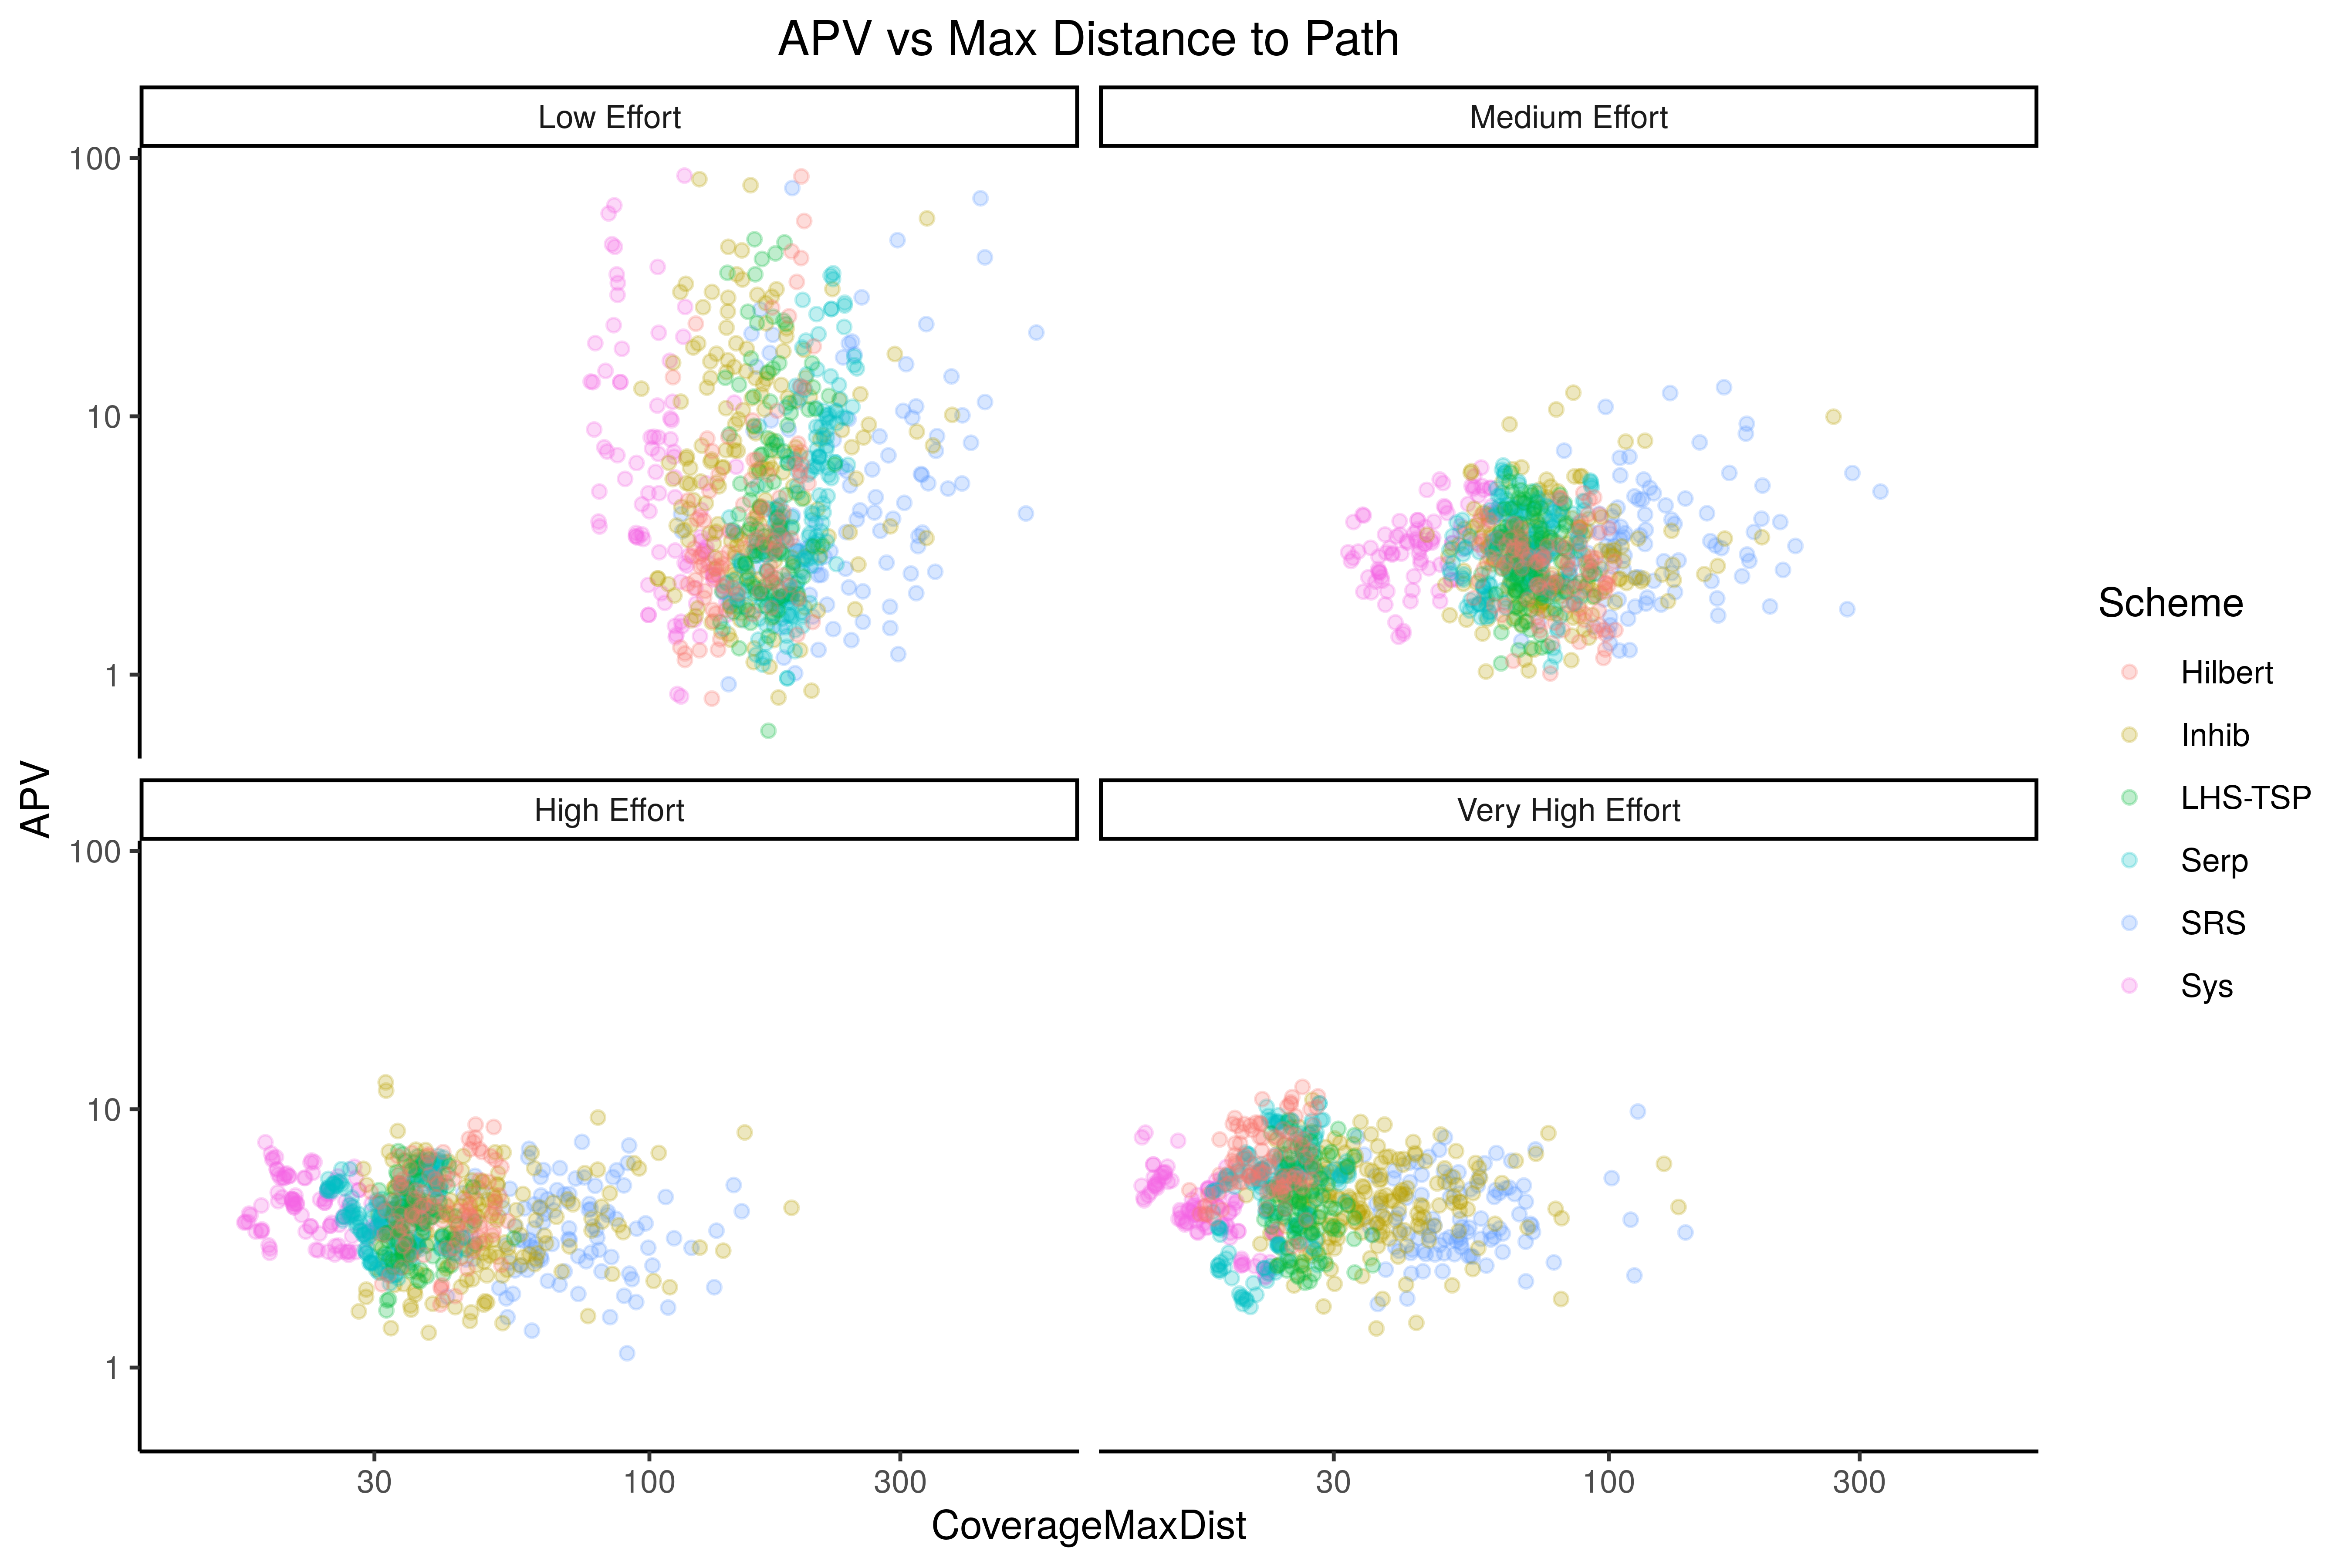 APV vs Max Distance to Path
Low Effort
Medium Effort
100
10
1
APV
High Effort
Very High Effort
100
10
1
30
100
300
30
100
300
CoverageMaxDist
Scheme
Hilbert
Inhib
LHS-TSP
Serp
SRS
Sys